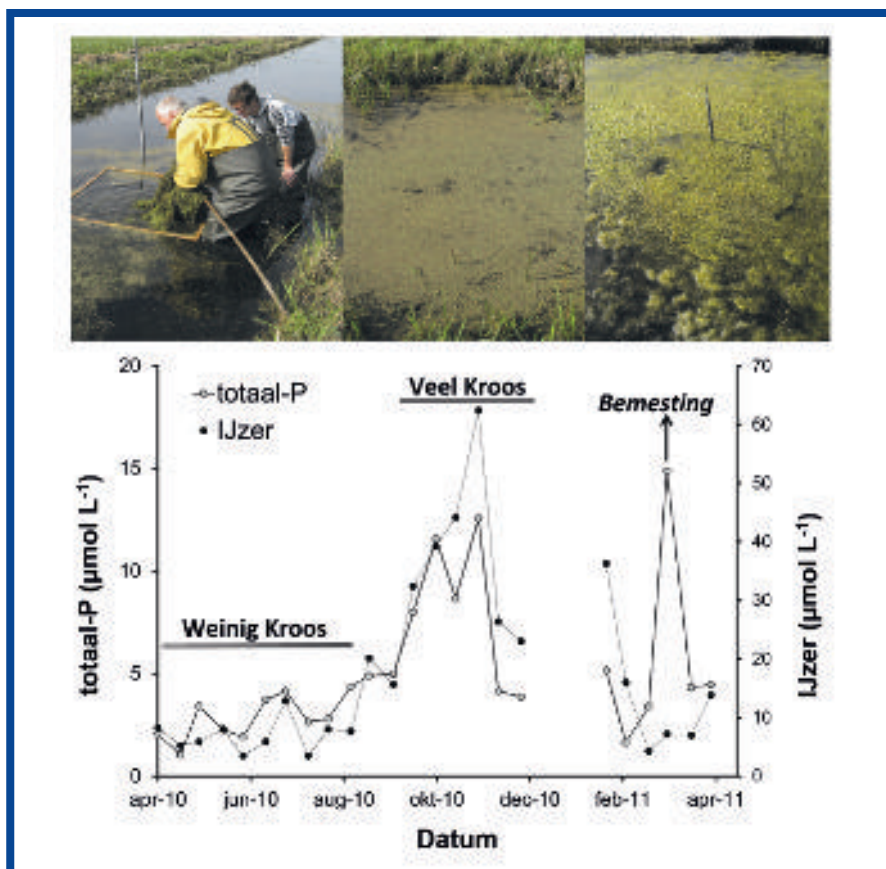 20
15
10
5
0
totaal-P (µmol L⁻¹)
totaal-P
IJzer
Weinig Kroos
Veel Kroos
Bemesting
70
60
50
40
30
20
10
0
IJzer (µmol L⁻¹)
apr-10 jun-10 aug-10 okt-10 dec-10 feb-11 apr-11
Datum